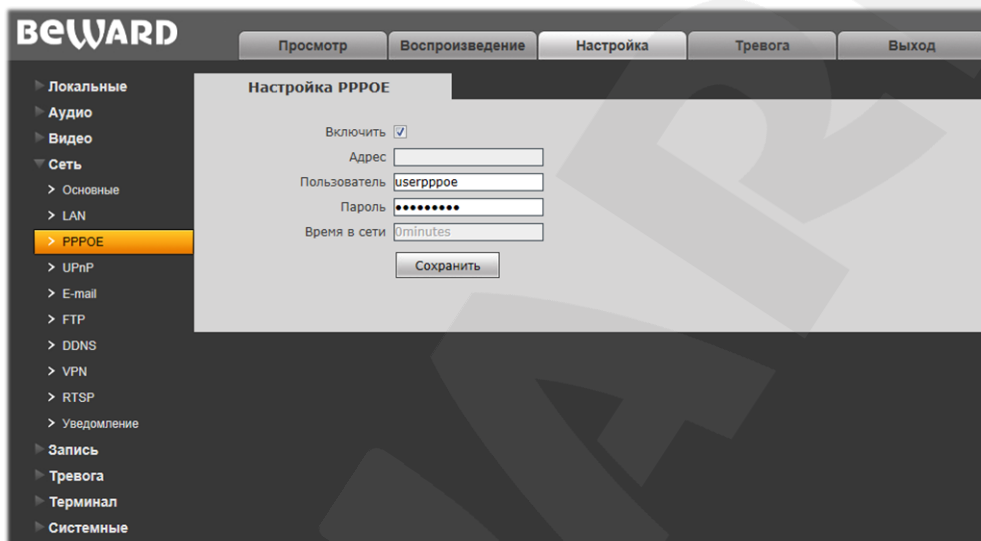 BEWARD
Просмотр Воспроизведение Настройка Тревога Выход
Локальные
Аудио
Видео
Сеть
Основные
LAN
PPPOE
UPnP
E-mail
FTP
DDNS
VPN
RTSP
Уведомление
Запись
Тревога
Терминал
Системные
Настройка PPPOE
Включить
Адрес
Пользователь userpppoe
Пароль •••••••••
Время в сети 0minutes
Сохранить